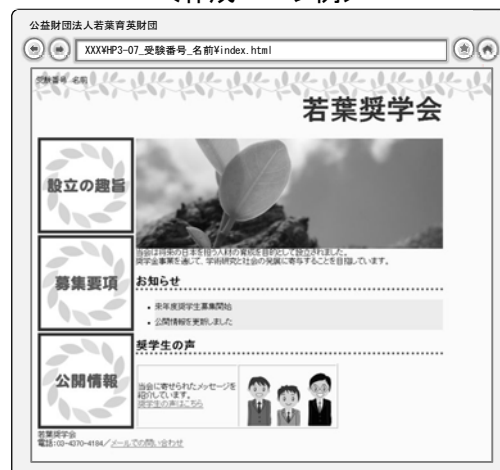 公益財団法人若葉育英財団
XXX¥HP3-07_受験番号_名前¥index.html
受験番号 名前
若葉奨学会
設立の趣旨
当会は将来の日本を担う人材の育成を目的として設立されました。
奨学会事業を通じて、学術研究と社会の発展に寄与することを目指しています。
募集要項
お知らせ
・来年度奨学生募集開始
・公開情報を更新しました
奨学生の声
公開情報
当会に寄せられたメッセージを
紹介しています。
奨学生の声はこちら
若葉奨学会
電話:03-4370-4184／メールでの問い合わせ